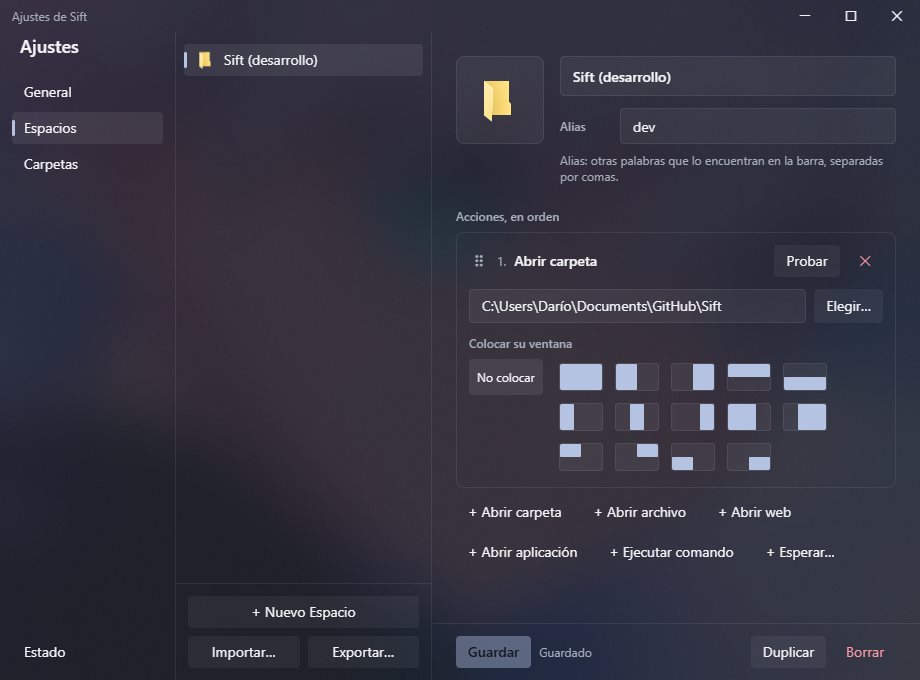 Ajustes de Sift
Ajustes
General
Espacios
Carpetas
Estado
Sift (desarrollo)
+ Nuevo Espacio
Importar...
Exportar...
Sift (desarrollo)
Alias
dev
Alias: otras palabras que lo encuentran en la barra, separadas
por comas.
Acciones, en orden
1. Abrir carpeta
Probar
C:\Users\Darío\Documents\GitHub\Sift
Elegir...
Colocar su ventana
No colocar
+ Abrir carpeta
+ Abrir archivo
+ Abrir web
+ Abrir aplicación
+ Ejecutar comando
+ Esperar...
Guardar
Guardado
Duplicar
Borrar